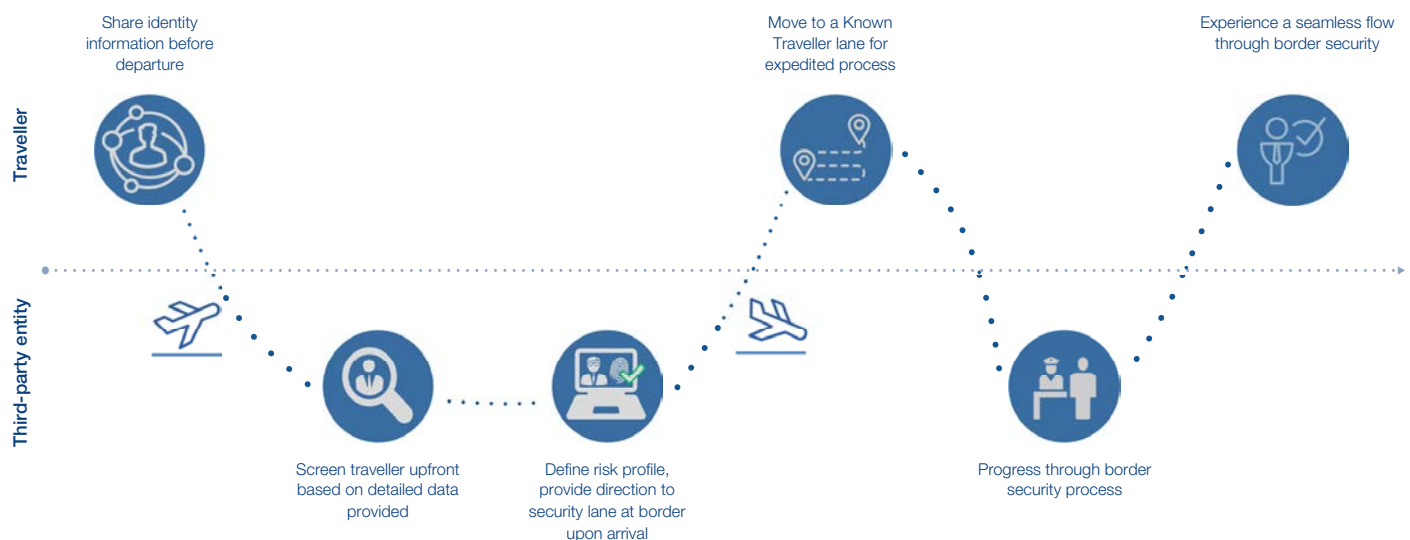 Share identity
information before
departure
Move to a Known
Traveller lane for
expedited process
Experience a seamless flow
through border security
Traveller
Third-party entity
Screen traveller upfront
based on detailed data
provided
Define risk profile,
provide direction to
security lane at border
upon arrival
Progress through border
security process